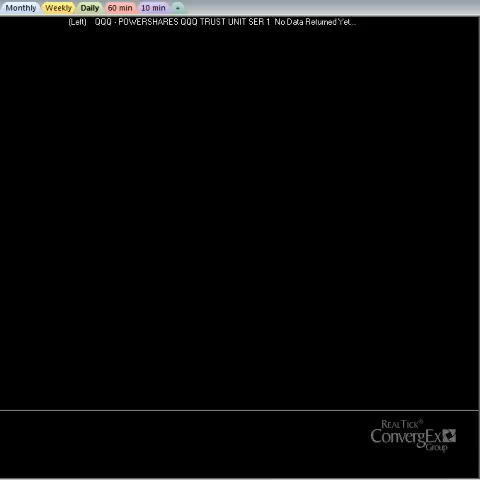 Monthly Weekly Daily 60 min 10 min +
(Left) QQQ - POWERSHARES QQQ TRUST UNIT SER 1 No Data Returned Yet...
REALTICK®
ConvergEx
Group